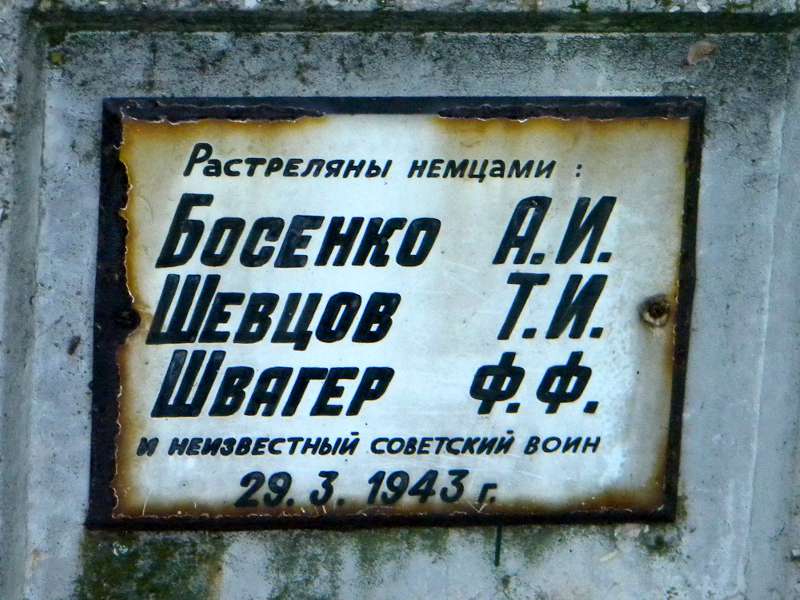 Растреляны немцами :
Босенко А.И.
Шевцов Т.И.
Швагер Ф.Ф.
и неизвестный советский воин
29. 3. 1943 г.